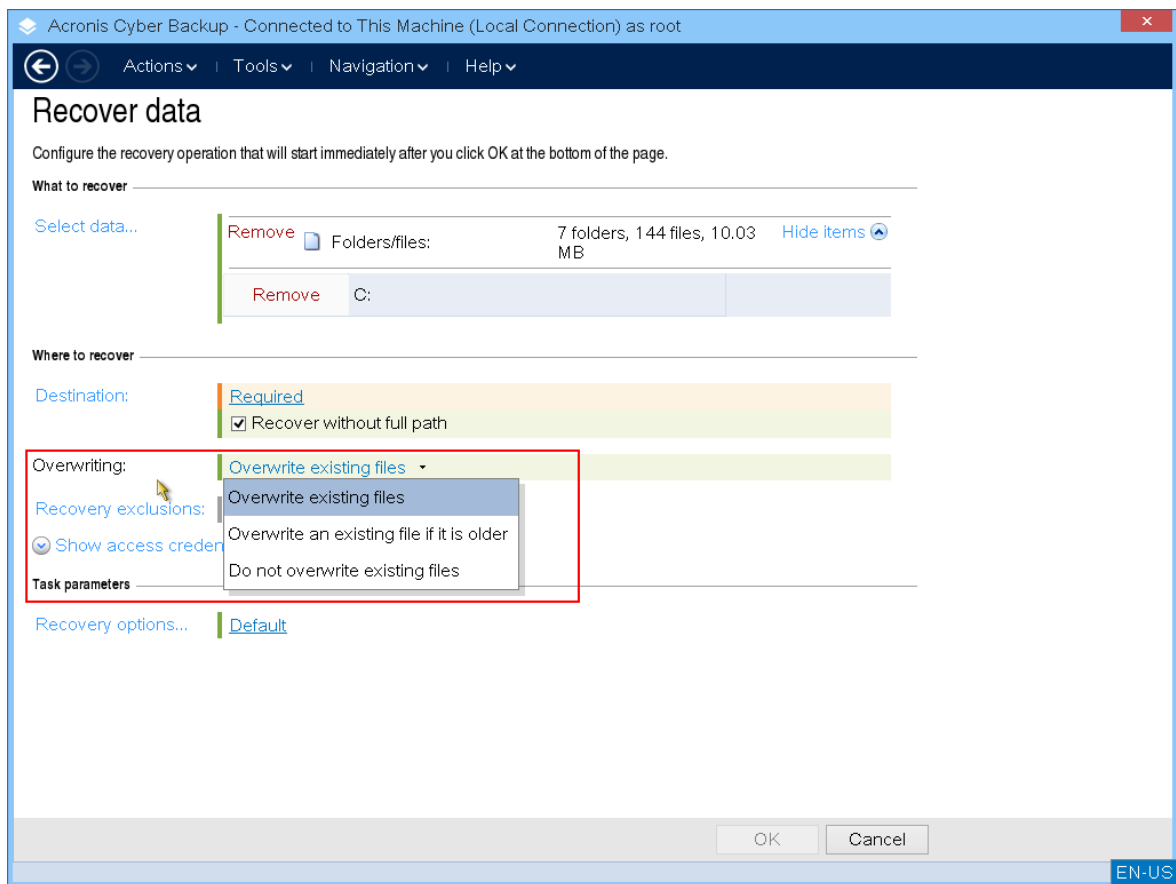 Acronis Cyber Backup - Connected to This Machine (Local Connection) as root
Actions Tools Navigation Help
Recover data
Configure the recovery operation that will start immediately after you click OK at the bottom of the page.
What to recover
Select data...
Remove Folders/files: 7 folders, 144 files, 10.03
MB
Hide items
Remove C:
Where to recover
Destination: Required
Recover without full path
Overwriting: Overwrite existing files
Overwrite existing files
Recovery exclusions:
Overwrite an existing file if it is older
Show access creden
Do not overwrite existing files
Task parameters
Recovery options... Default
OK Cancel
EN-US